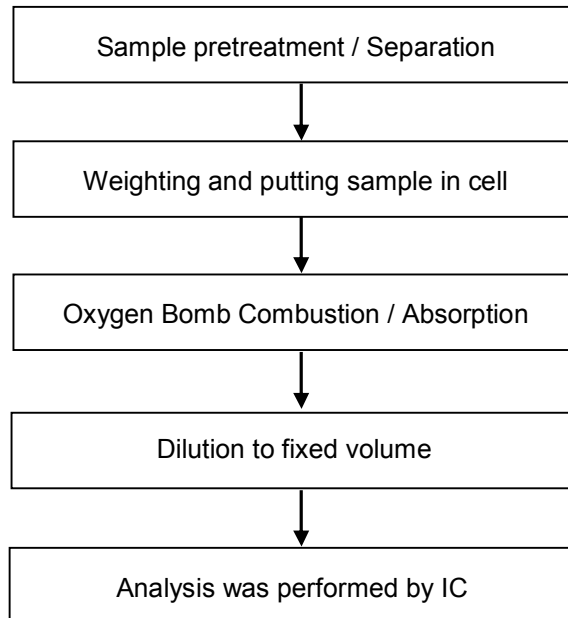 Sample pretreatment / Separation
Weighting and putting sample in cell
Oxygen Bomb Combustion / Absorption
Dilution to fixed volume
Analysis was performed by IC